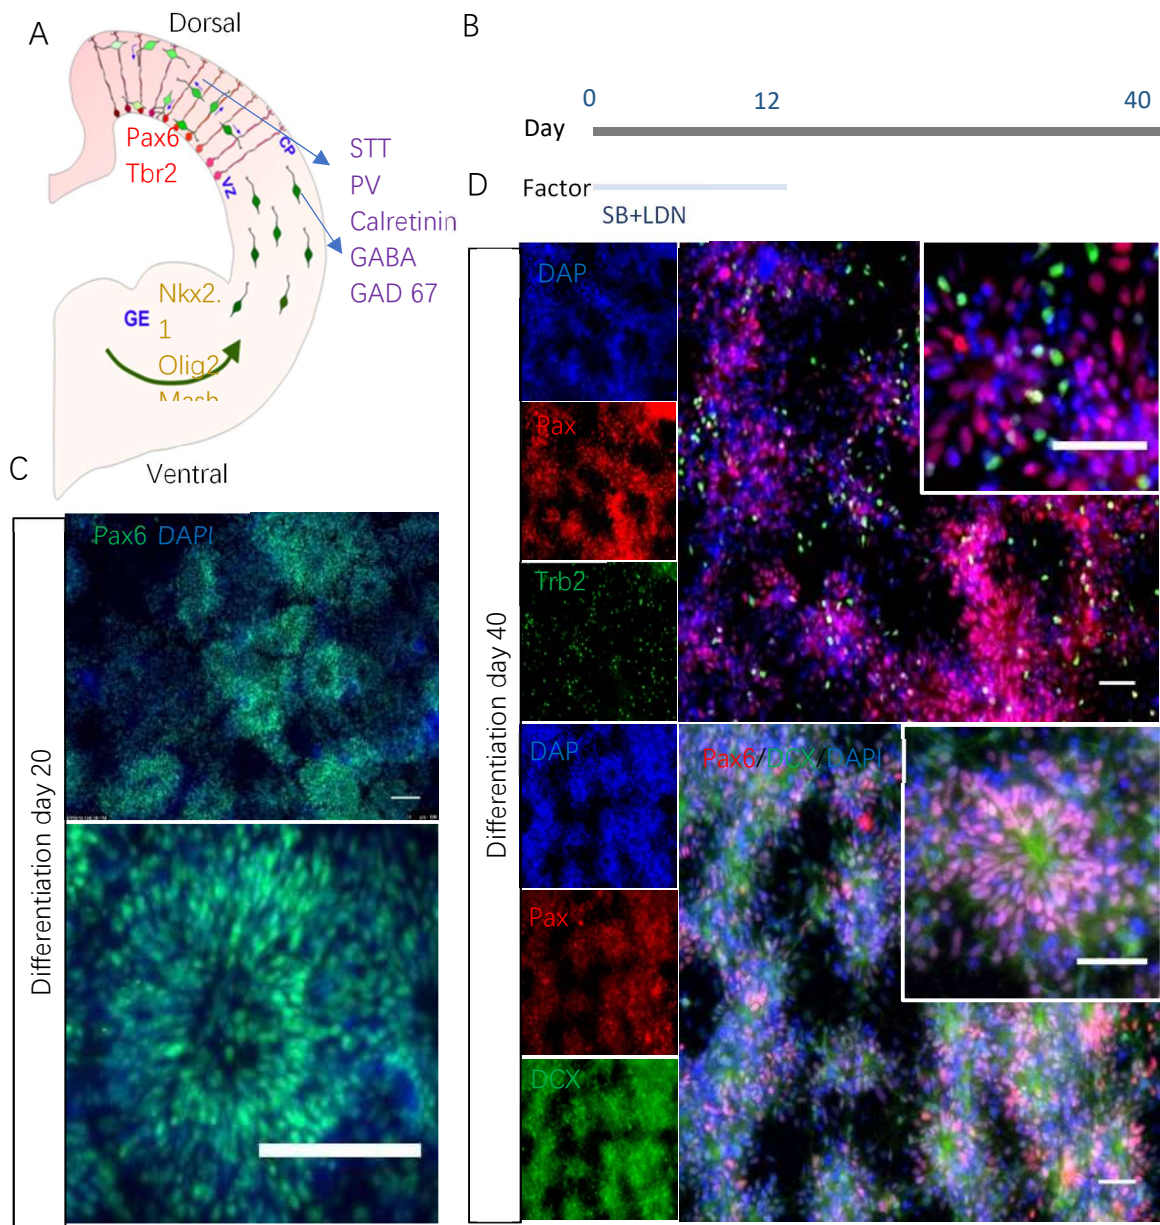 A
Dorsal
Pax6
Tbr2
CP
VZ
STT
PV
Calretinin
GABA
GAD 67
GE
Nkx2.
1
Olig2
Mash
Ventral
B
0
12
40
Day
Factor
SB+LDN
C
Differentiation day 20
Pax6 DAPI
D
Differentiation day 40
DAP
Pax
Trb2
DAP
Pax
DCX
Pax6/DCX/DAPI